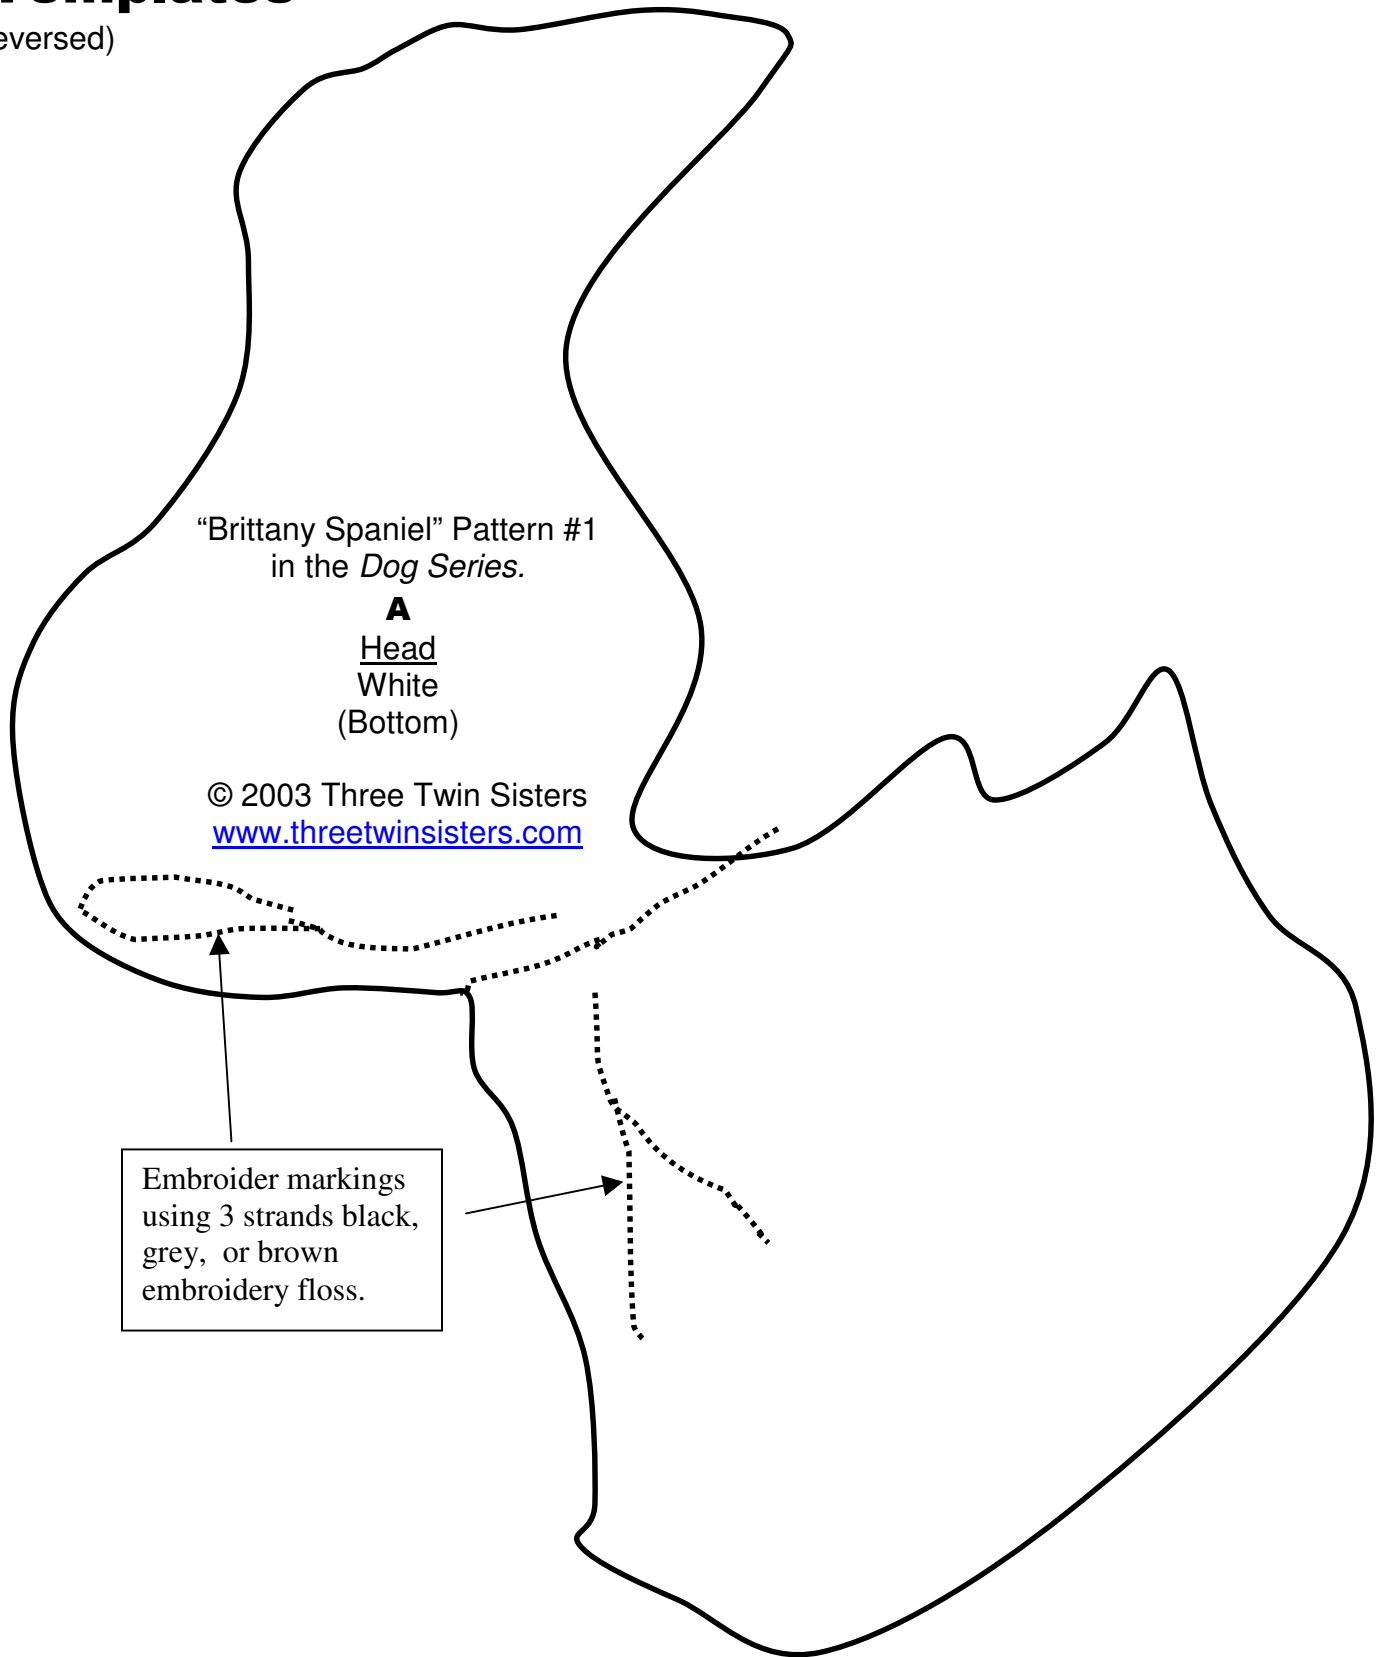 eversed)
“Brittany Spaniel” Pattern #1
in the Dog Series.
A
Head
White
(Bottom)
© 2003 Three Twin Sisters
www.threetwinsisters.com
Embroider markings
using 3 strands black,
grey, or brown
embroidery floss.